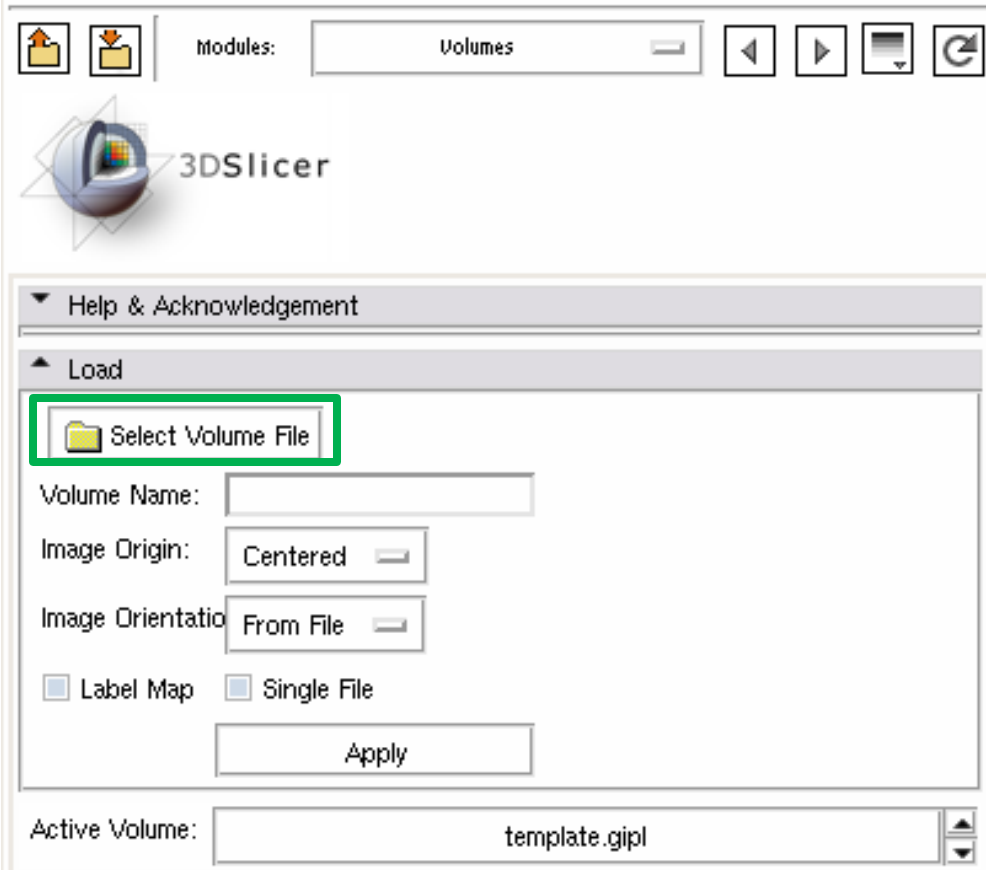 Modules: Volumes
3DSlicer
Help & Acknowledgement
Load
Select Volume File
Volume Name:
Image Origin: Centered
Image Orientatio From File
Label Map Single File
Apply
Active Volume: template.gipl